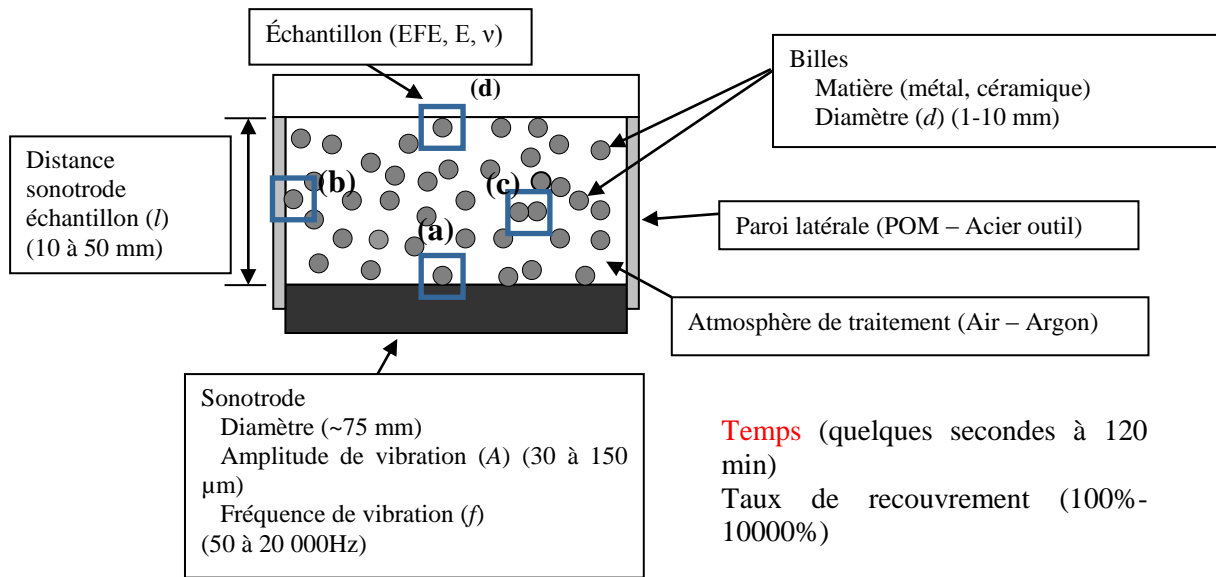 Échantillon (EFE, E, ν)
Billes
Matière (métal, céramique)
Diamètre (d) (1-10 mm)
(d)
Distance
sonotrode
échantillon (l)
(10 à 50 mm)
(b)
(c)
(a)
Paroi latérale (POM – Acier outil)
Atmosphère de traitement (Air – Argon)
Sonotrode
Diamètre (~75 mm)
Amplitude de vibration (A) (30 à 150
µm)
Fréquence de vibration (f)
(50 à 20 000Hz)
Temps (quelques secondes à 120
min)
Taux de recouvrement (100%-
10000%)